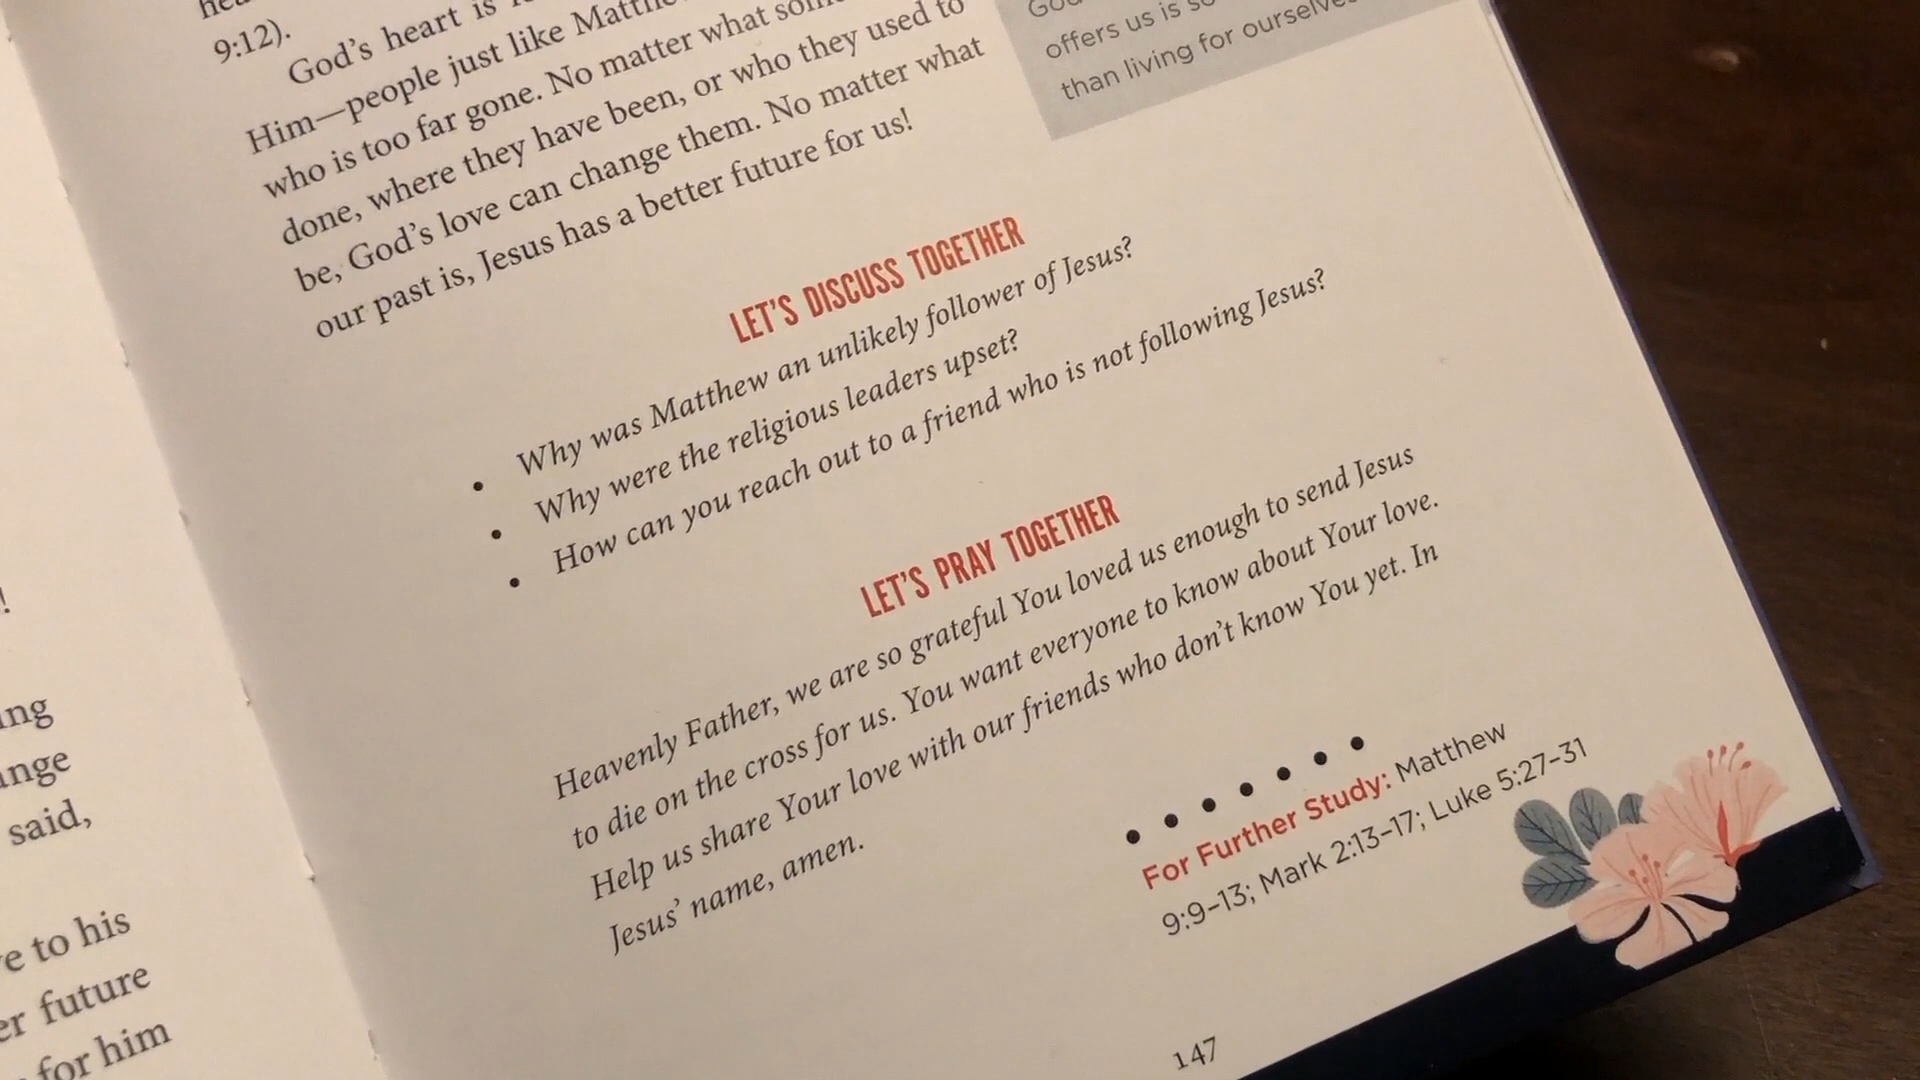 !
ing
ange
said,
e to his
er future
for him
9:12).
God's heart is
Him—people just like
who is too far gone. No matter what
done, where they have been, or who they used to
be, God's love can change them. No matter what
our past is, Jesus has a better future for us!
offers us is
than living for
LET'S DISCUSS TOGETHER
• Why was Matthew an unlikely follower of Jesus?
• Why were the religious leaders upset?
• How can you reach out to a friend who is not following Jesus?
LET'S PRAY TOGETHER
Heavenly Father, we are so grateful You loved us enough to send Jesus
to die on the cross for us. You want everyone to know about Your love.
Help us share Your love with our friends who don't know You yet. In
Jesus' name, amen.
For Further Study: Matthew
9:9–13; Mark 2:13–17; Luke 5:27–31
147